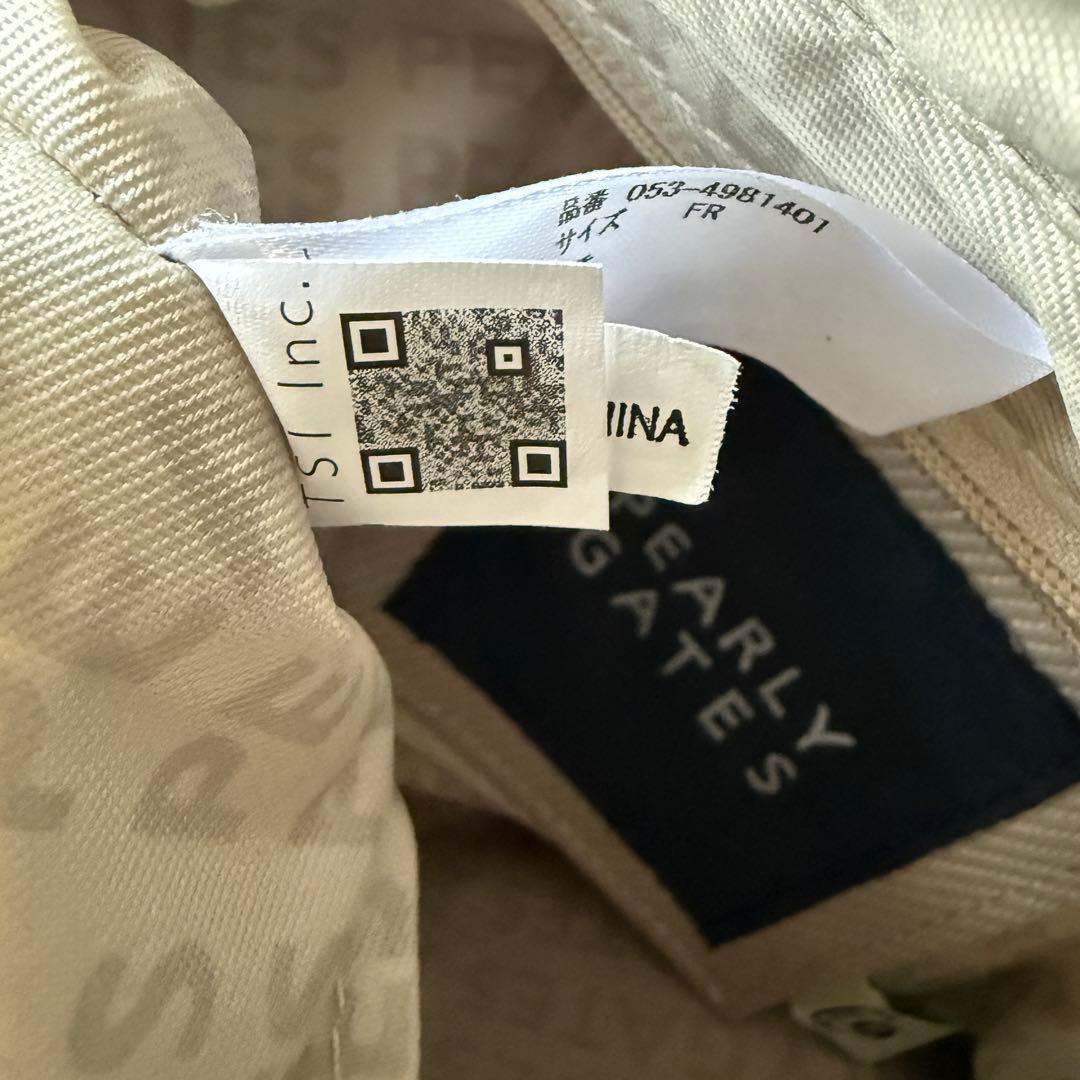 品番 053-4981401
サイズ FR
TSI Inc.
HINA
PEARLY
GATES